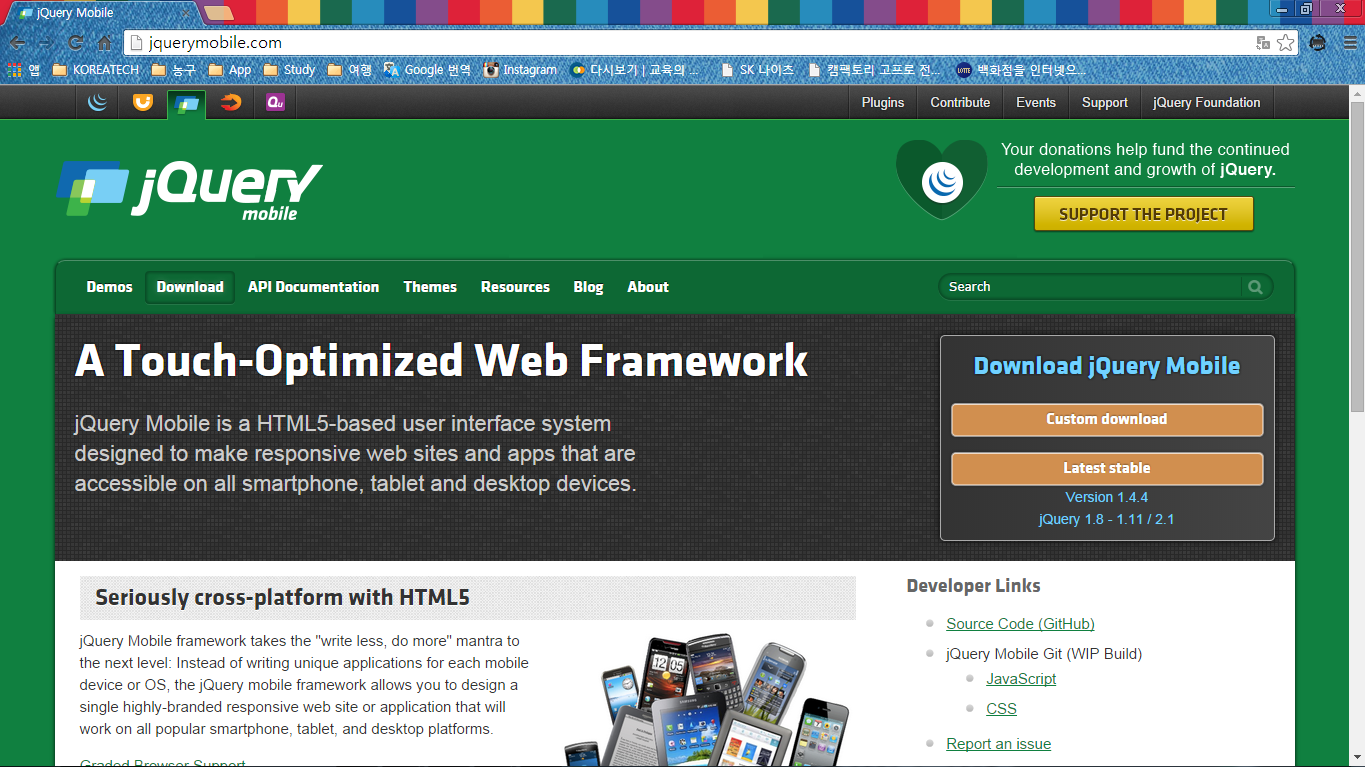 jQuery Mobile
jquerymobile.com
앱 KOREATECH 농구 App Study 여행 Google 번역 Instagram 다시보기 | 교육의 ... SK 나이츠 캠팩토리 고프로 전... LOTTE 백화점을 인터넷으...
Qu Plugins Contribute Events Support jQuery Foundation
jQuery
mobile
Your donations help fund the continued
development and growth of jQuery.
SUPPORT THE PROJECT
Demos Download API Documentation Themes Resources Blog About Search
A Touch-Optimized Web Framework
jQuery Mobile is a HTML5-based user interface system
designed to make responsive web sites and apps that are
accessible on all smartphone, tablet and desktop devices.
Download jQuery Mobile
Custom download
Latest stable
Version 1.4.4
jQuery 1.8 - 1.11 / 2.1
Seriously cross-platform with HTML5
jQuery Mobile framework takes the "write less, do more" mantra to
the next level: Instead of writing unique applications for each mobile
device or OS, the jQuery mobile framework allows you to design a
single highly-branded responsive web site or application that will
work on all popular smartphone, tablet, and desktop platforms.
Graded Browser Support
Developer Links
Source Code (GitHub)
jQuery Mobile Git (WIP Build)
JavaScript
CSS
Report an issue